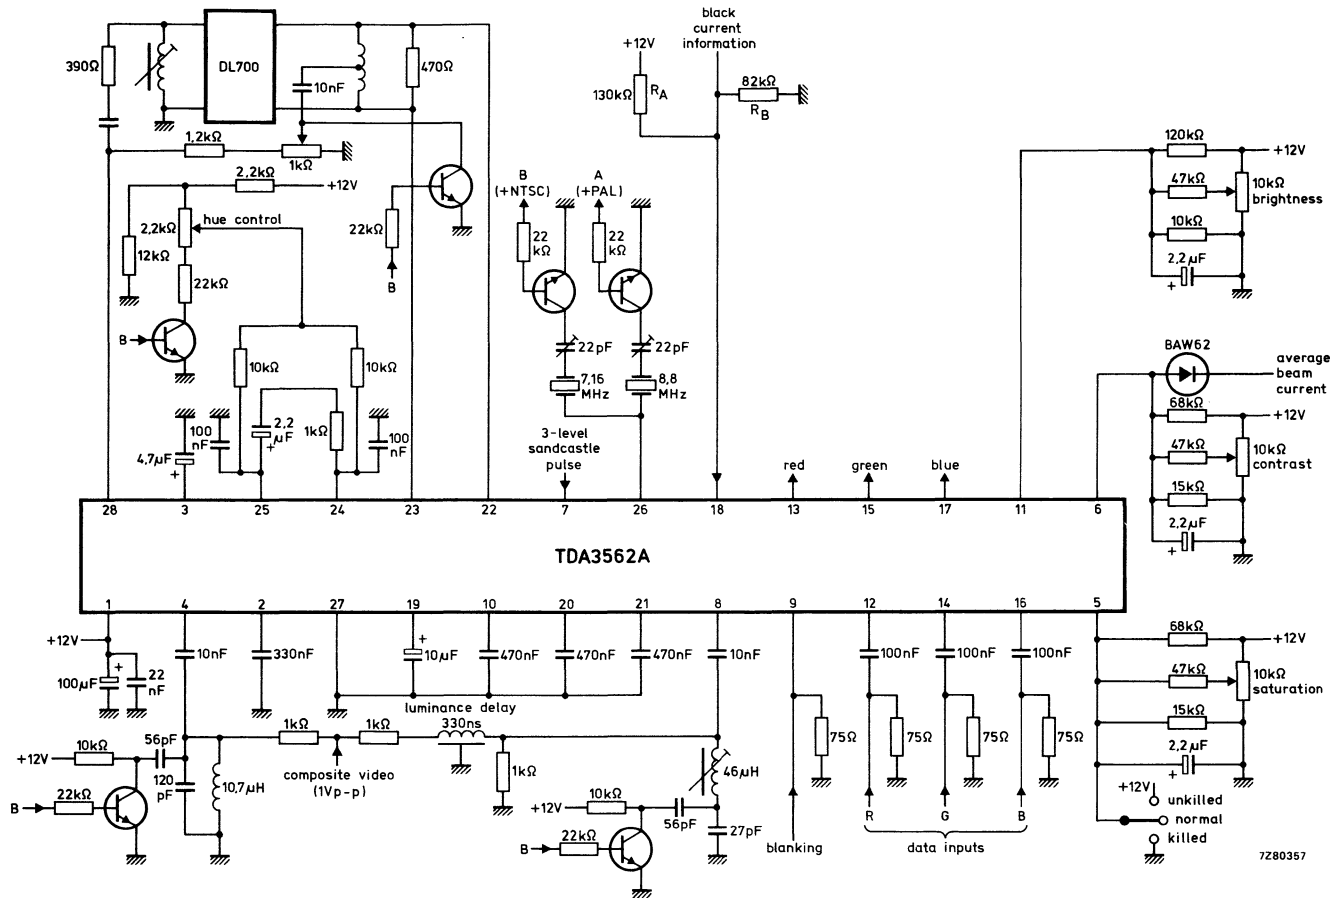 black
current
information
+12V
390Ω
DL700
10nF
470Ω
130kΩ
RA
82kΩ
RB
1,2kΩ
1kΩ
120kΩ
+12V
47kΩ
10kΩ
brightness
10kΩ
2,2µF
+
2,2kΩ
+12V
B
(+NTSC)
A
(+PAL)
2,2kΩ
hue control
12kΩ
22kΩ
22kΩ
B
22
kΩ
22
kΩ
B
10kΩ
10kΩ
22pF
22pF
7,16
MHz
8,8
MHz
BAW62
average
beam
current
68kΩ
+12V
47kΩ
10kΩ
contrast
15kΩ
2,2µF
+
4,7µF
+
100
nF
2,2
µF
+
1kΩ
100
nF
3-level
sandcastle
pulse
red
green
blue
28
3
25
24
23
22
7
26
18
13
15
17
11
6
TDA3562A
1
4
2
27
19
10
20
21
8
9
12
14
16
5
+12V
100µF
+
22
nF
10nF
330nF
+
10µF
470nF
470nF
470nF
10nF
100nF
100nF
100nF
68kΩ
+12V
47kΩ
10kΩ
saturation
15kΩ
2,2µF
+
luminance delay
330ns
1kΩ
1kΩ
composite video
(1Vp-p)
1kΩ
10kΩ
+12V
56pF
120
pF
10,7µH
22kΩ
B
46µH
10kΩ
+12V
56pF
27pF
22kΩ
B
75Ω
75Ω
75Ω
75Ω
blanking
R
G
B
data inputs
+12V
unkilled
normal
killed
7Z80357